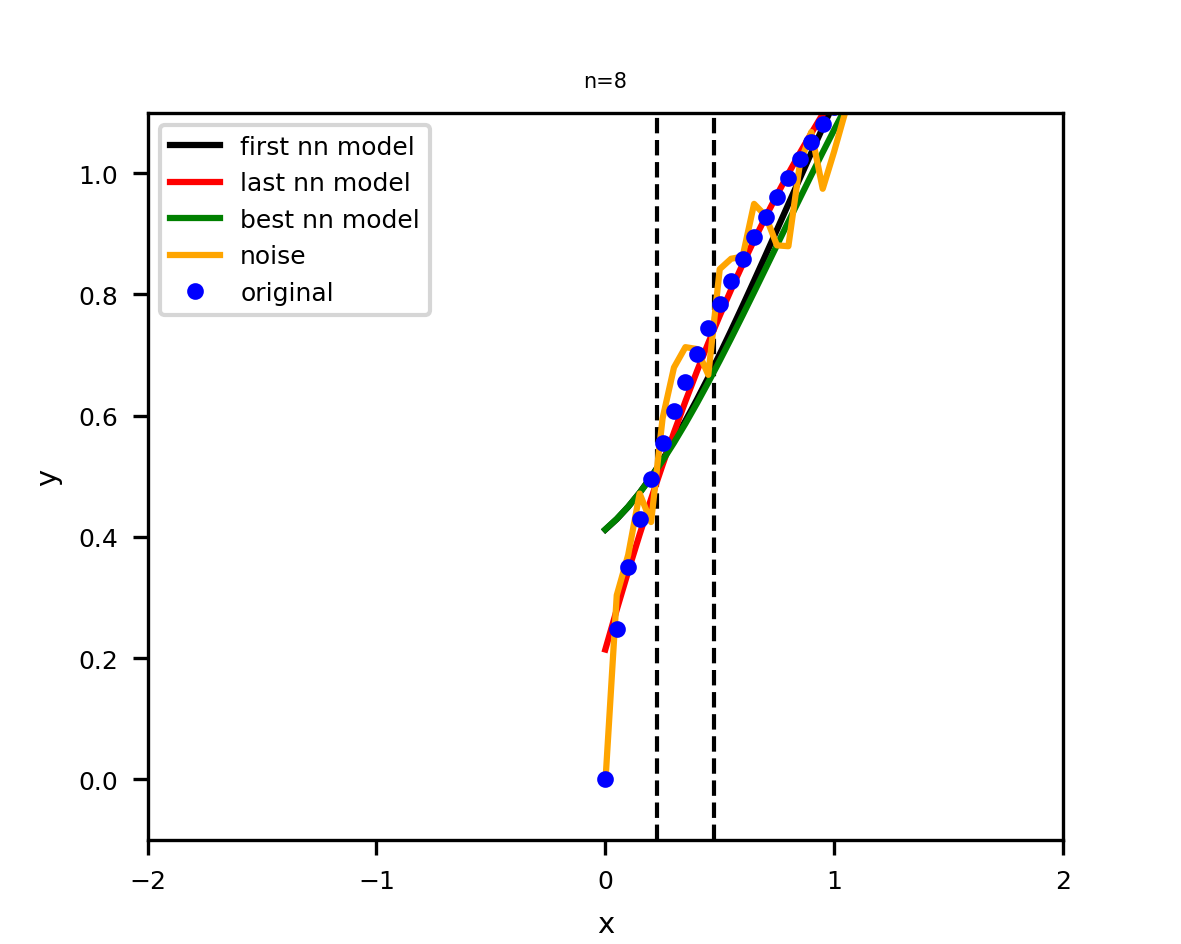 n=8
first nn model
last nn model
best nn model
noise
original
1.0
0.8
0.6
0.4
0.2
0.0
y
−2 −1 0 1 2
x